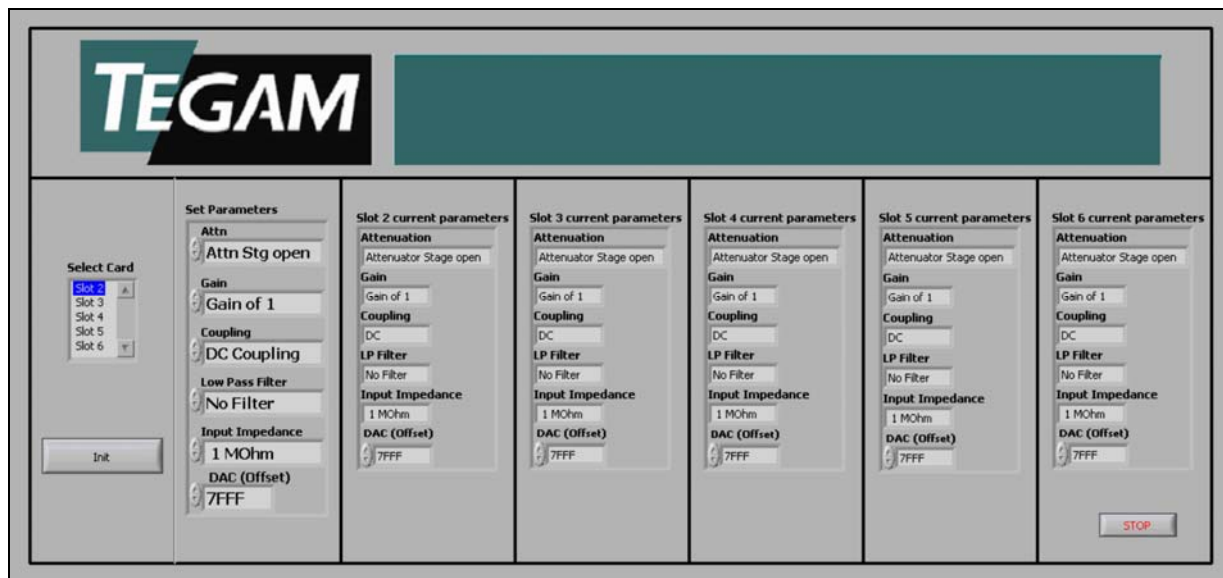 TEGAM
Select Card
Slot 2
Slot 3
Slot 4
Slot 5
Slot 6
Init
Set Parameters
Attn
Attn Stg open
Gain
Gain of 1
Coupling
DC Coupling
Low Pass Filter
No Filter
Input Impedance
1 MOhm
DAC (Offset)
7FFF
Slot 2 current parameters
Attenuation
Attenuator Stage open
Gain
Gain of 1
Coupling
DC
LP Filter
No Filter
Input Impedance
1 MOhm
DAC (Offset)
7FFF
Slot 3 current parameters
Attenuation
Attenuator Stage open
Gain
Gain of 1
Coupling
DC
LP Filter
No Filter
Input Impedance
1 MOhm
DAC (Offset)
7FFF
Slot 4 current parameters
Attenuation
Attenuator Stage open
Gain
Gain of 1
Coupling
DC
LP Filter
No Filter
Input Impedance
1 MOhm
DAC (Offset)
7FFF
Slot 5 current parameters
Attenuation
Attenuator Stage open
Gain
Gain of 1
Coupling
DC
LP Filter
No Filter
Input Impedance
1 MOhm
DAC (Offset)
7FFF
Slot 6 current parameters
Attenuation
Attenuator Stage open
Gain
Gain of 1
Coupling
DC
LP Filter
No Filter
Input Impedance
1 MOhm
DAC (Offset)
7FFF
STOP